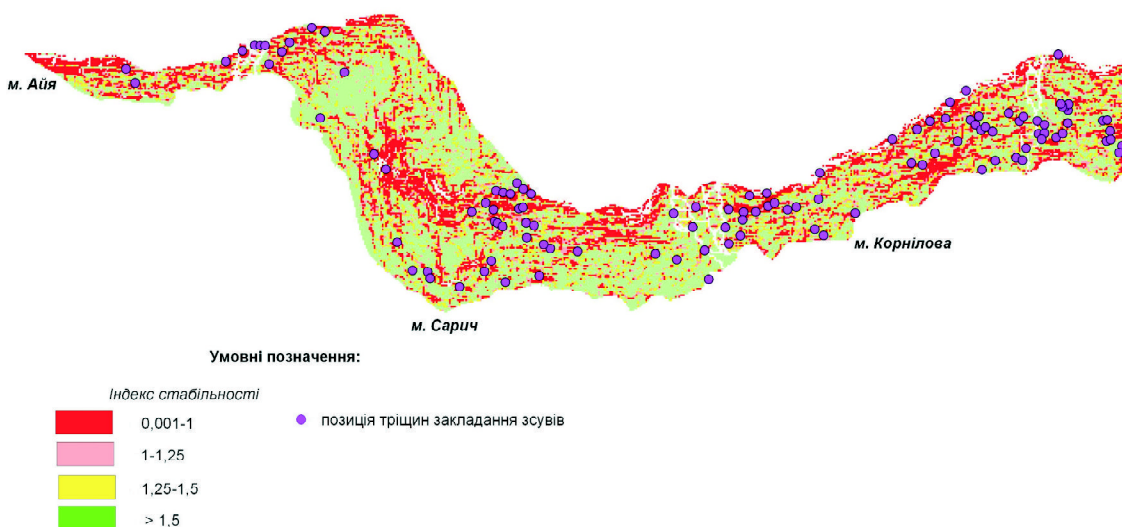 м. Айя
м. Корнілова
м. Сарич
Умовні позначення:
Індекс стабільності
0,001-1
позиція тріщин закладання зсувів
1-1,25
1,25-1,5
> 1,5